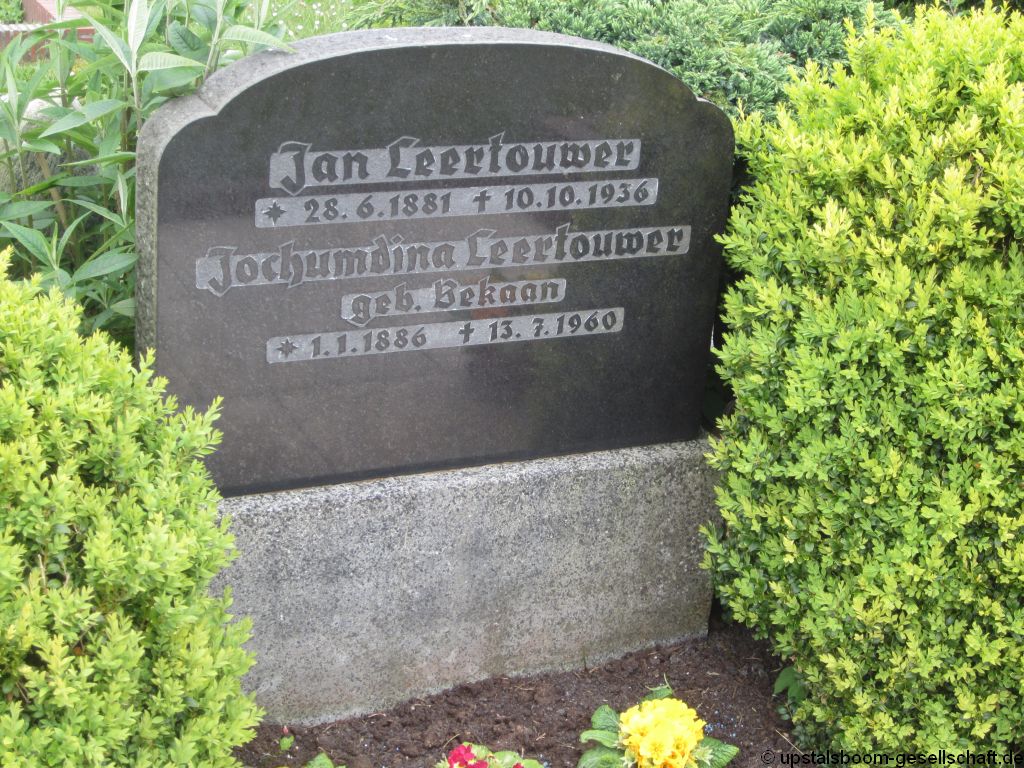 Jan Leertouwer
* 28. 6. 1881 † 10. 10. 1936
Jochumdina Leertouwer
geb. Bekaan
* 1. 1. 1886 † 13. 7. 1960
© upstalsboom-gesellschaft.de